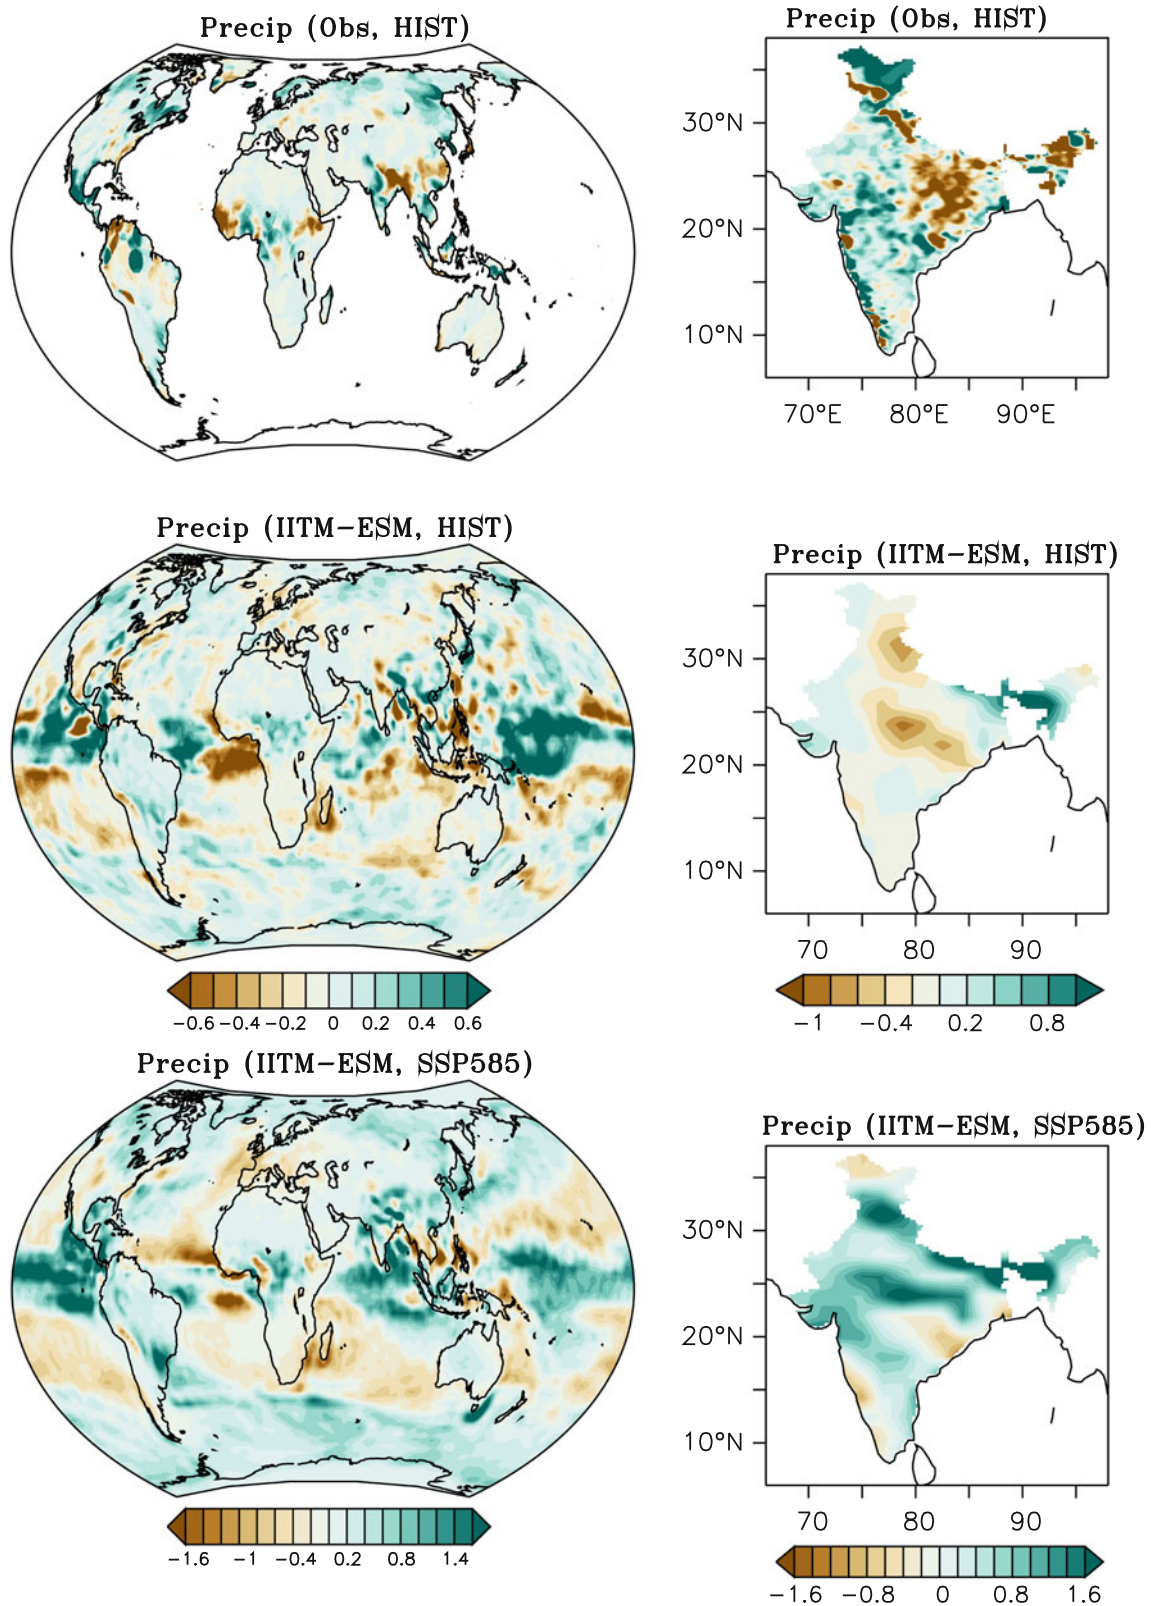 Precip (Obs, HIST)
Precip (Obs, HIST)
30°N
20°N
10°N
70°E 80°E 90°E
Precip (IITM−ESM, HIST)
Precip (IITM−ESM, HIST)
30°N
20°N
10°N
70 80 90
−0.6 −0.4 −0.2 0 0.2 0.4 0.6
−1 −0.4 0.2 0.8
Precip (IITM−ESM, SSP585)
Precip (IITM−ESM, SSP585)
30°N
20°N
10°N
70 80 90
−1.6 −1 −0.4 0.2 0.8 1.4
−1.6 −0.8 0 0.8 1.6